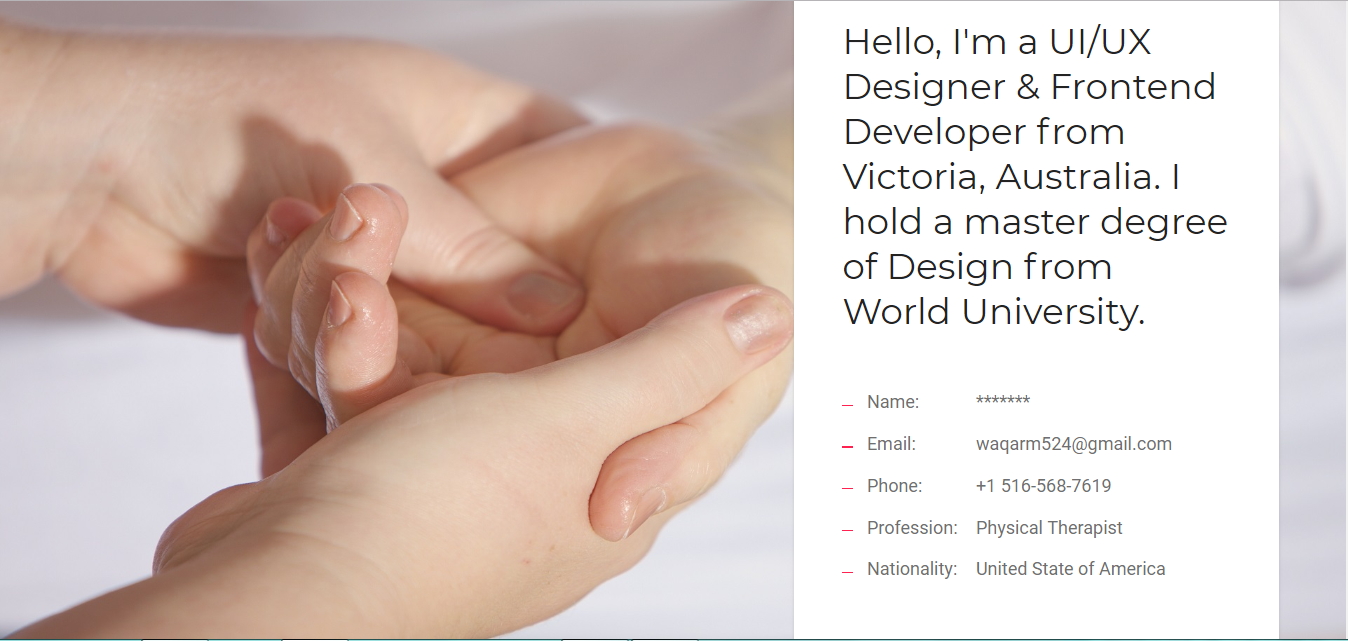 Hello, I'm a UI/UX
Designer & Frontend
Developer from
Victoria, Australia. I
hold a master degree
of Design from
World University.
Name: *******
Email: waqarm524@gmail.com
Phone: +1 516-568-7619
Profession: Physical Therapist
Nationality: United State of America